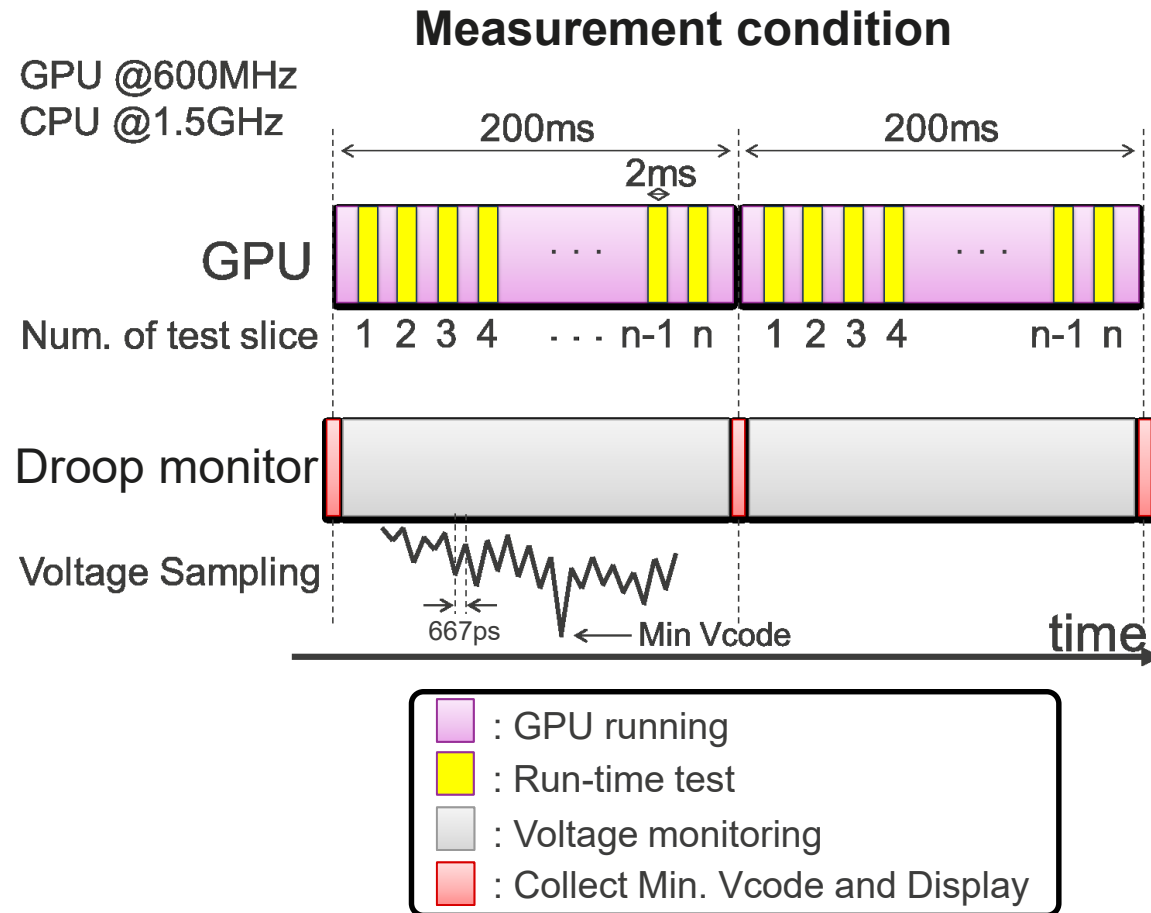 Measurement condition
GPU @600MHz
CPU @1.5GHz
200ms 200ms
2ms
GPU
. . . . . .
Num. of test slice 1 2 3 4 . . . n-1 n 1 2 3 4 n-1 n
Droop monitor
Voltage Sampling
667ps
Min Vcode
time
: GPU running
: Run-time test
: Voltage monitoring
: Collect Min. Vcode and Display